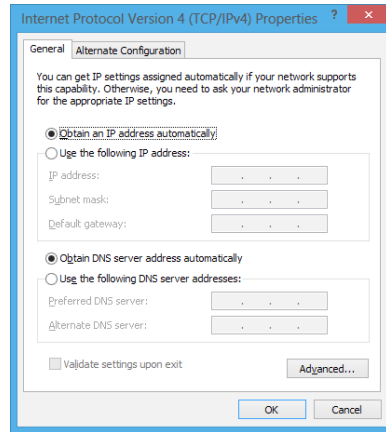 Internet Protocol Version 4 (TCP/IPv4) Properties ? ×
General Alternate Configuration
You can get IP settings assigned automatically if your network supports
this capability. Otherwise, you need to ask your network administrator
for the appropriate IP settings.
Obtain an IP address automatically
Use the following IP address:
IP address: . . .
Subnet mask: . . .
Default gateway: . . .
Obtain DNS server address automatically
Use the following DNS server addresses:
Preferred DNS server: . . .
Alternate DNS server: . . .
Validate settings upon exit
Advanced...
OK Cancel